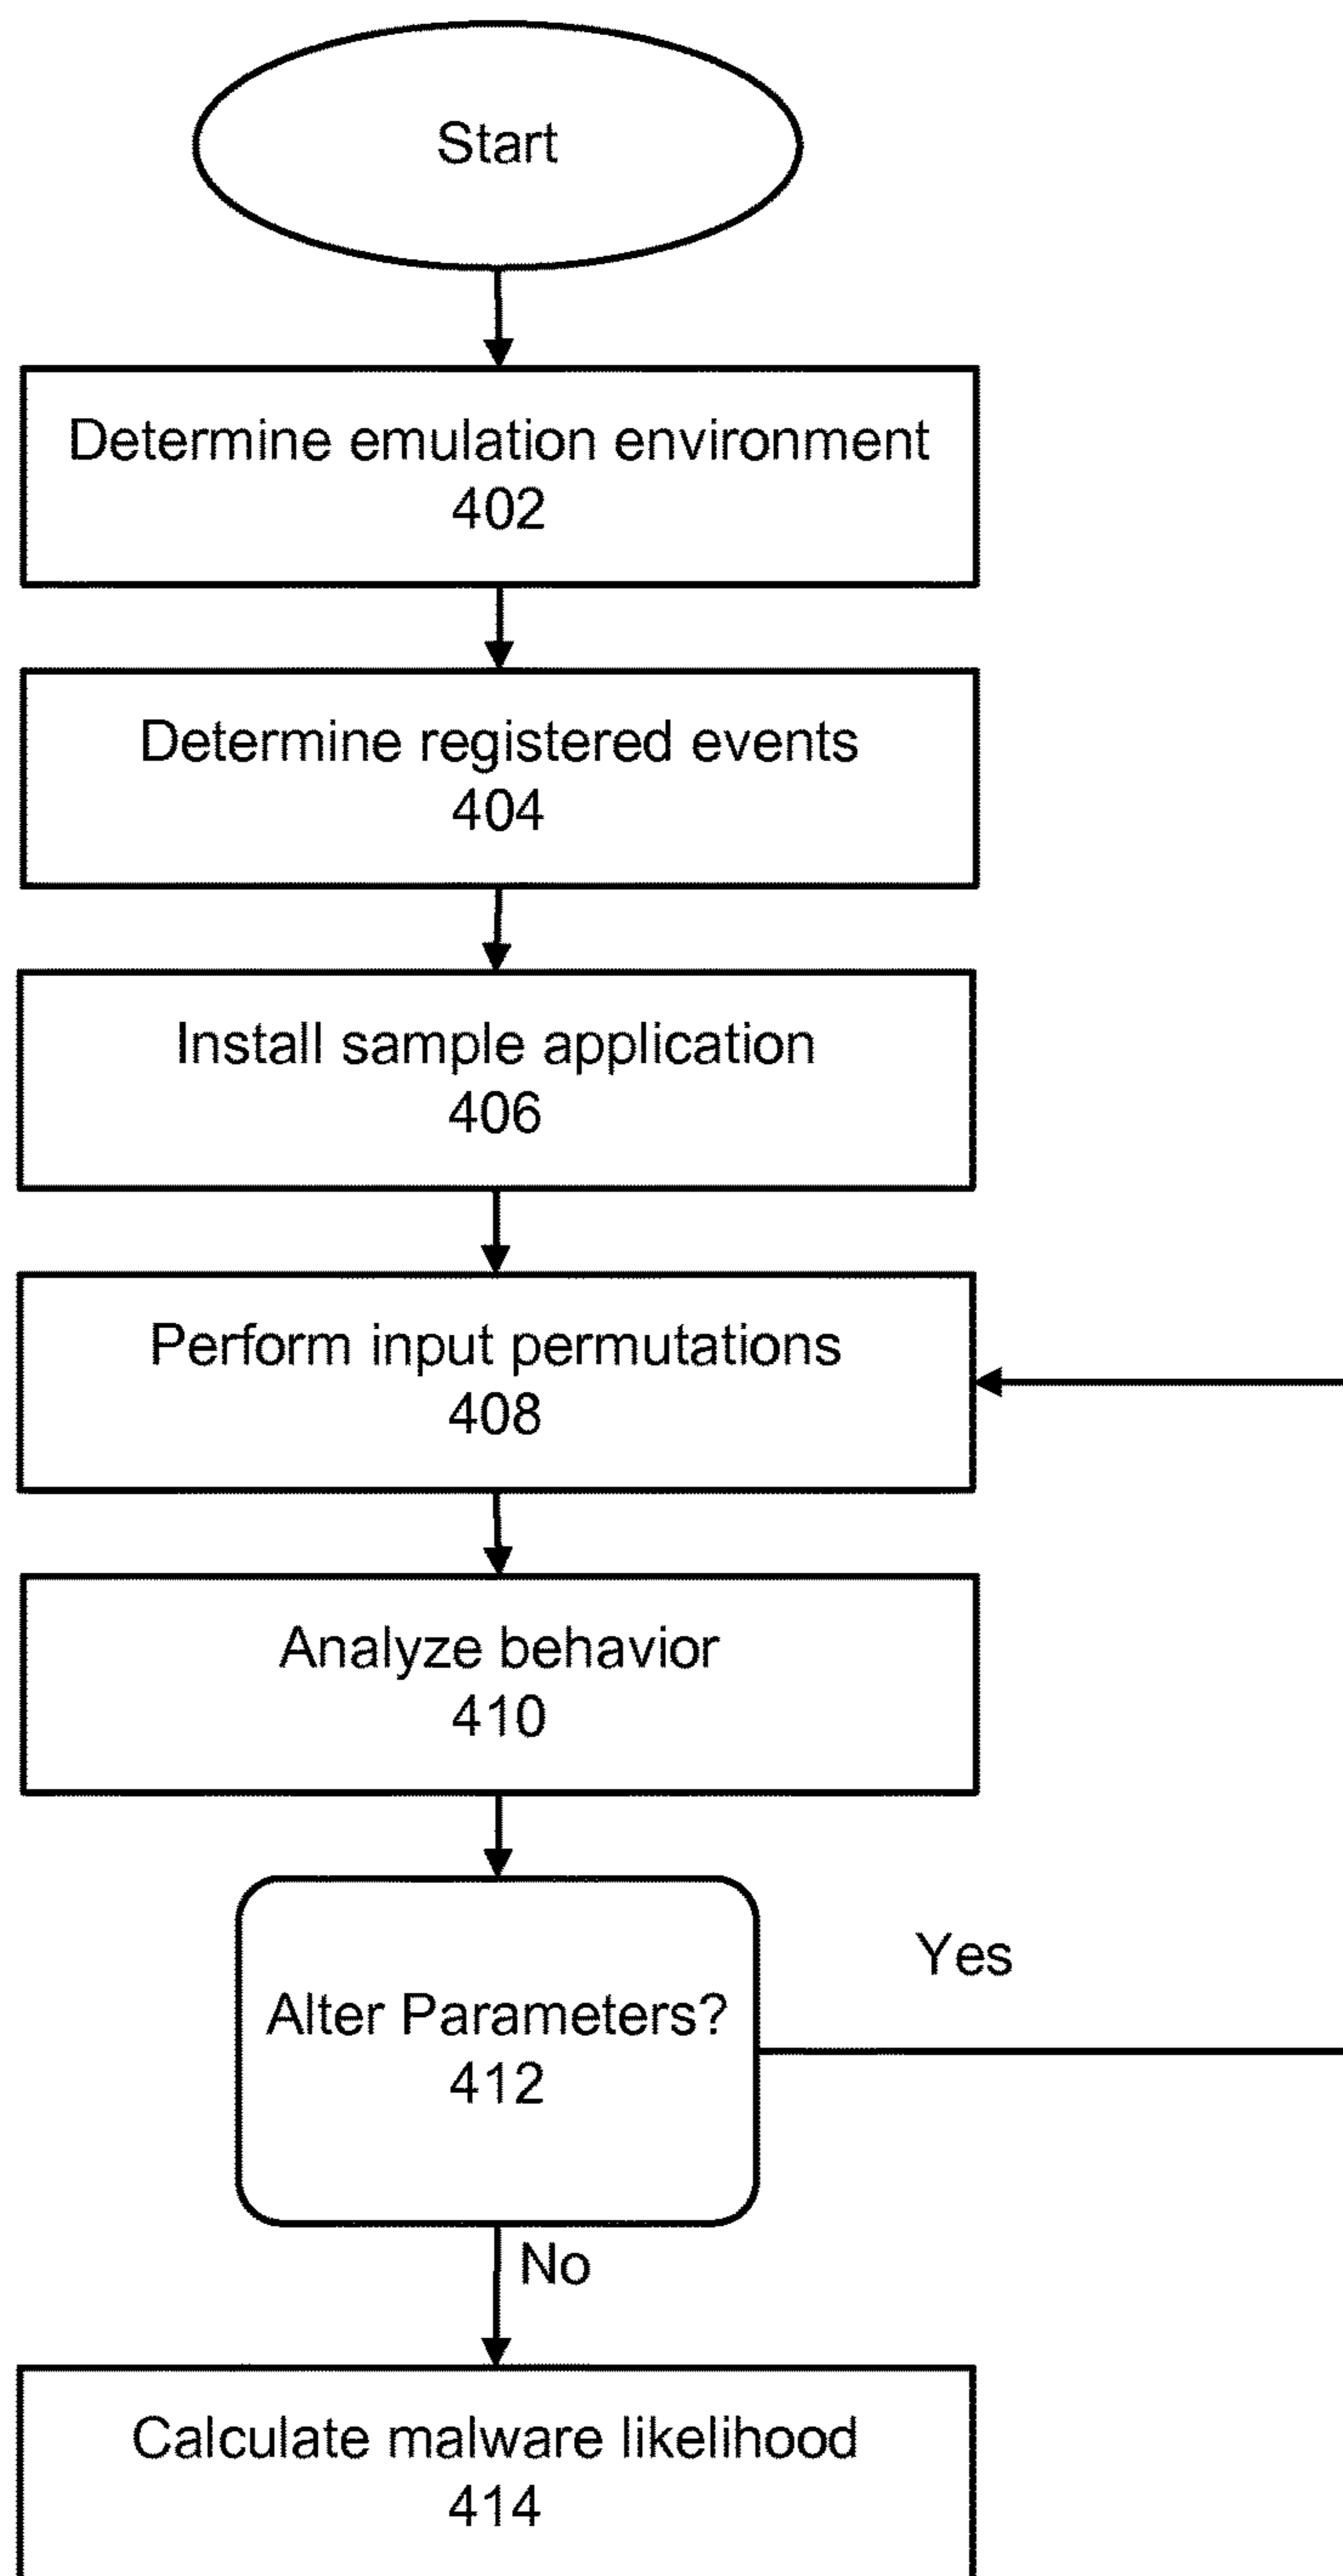 Start
Determine emulation environment
402
Determine registered events
404
Install sample application
406
Perform input permutations
408
Analyze behavior
410
Yes
Alter Parameters?
412
No
Calculate malware likelihood
414